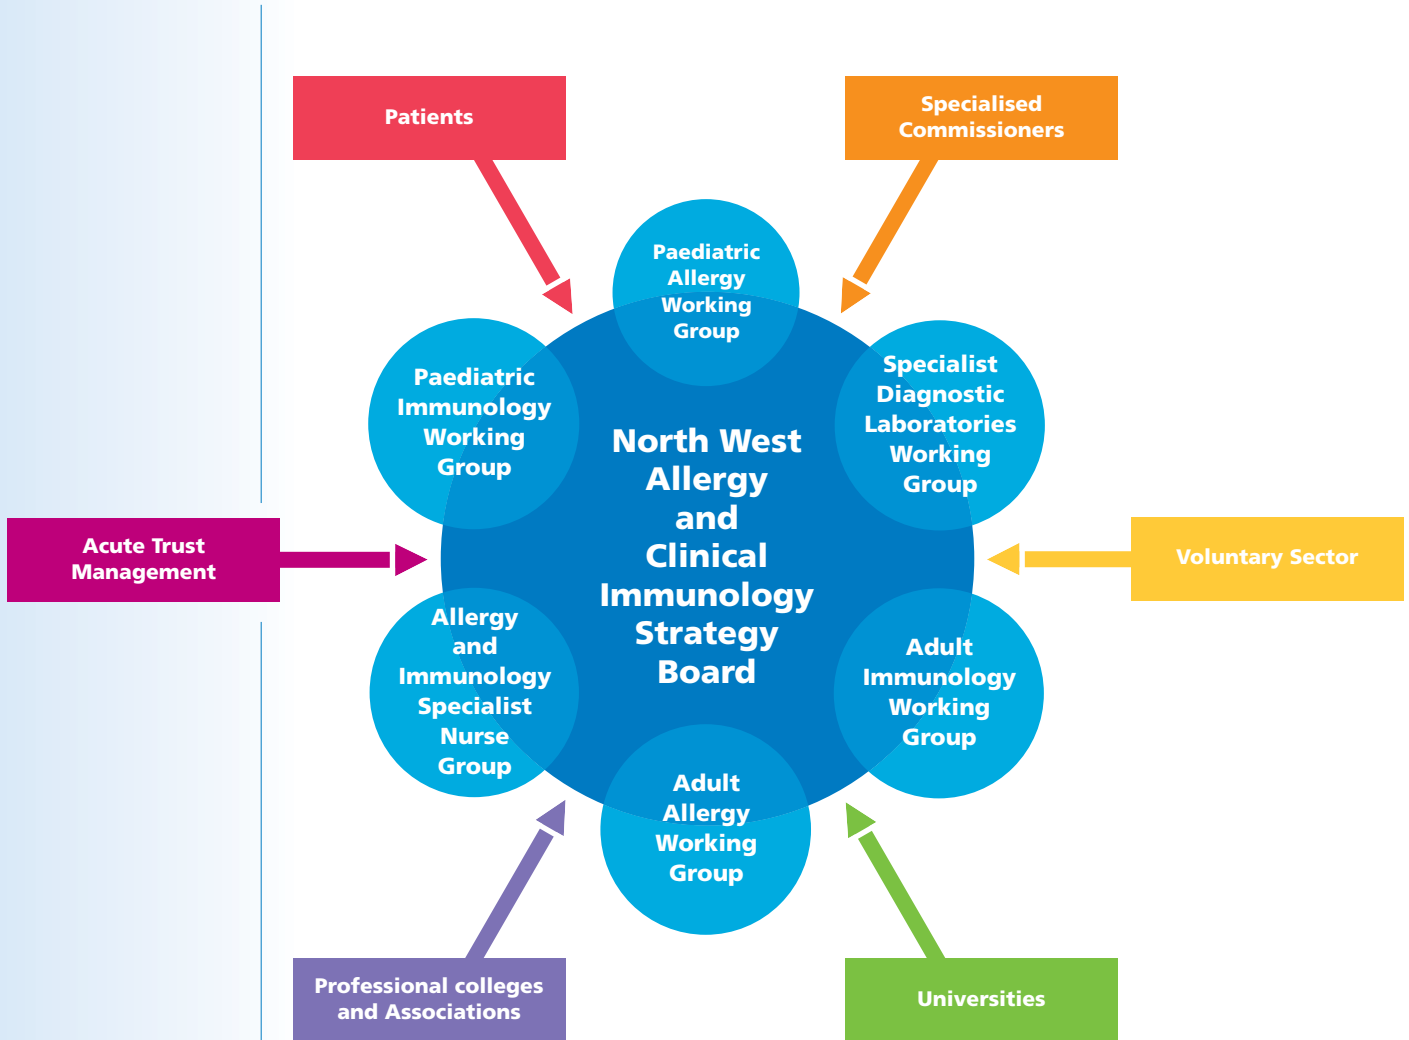 Patients
Specialised
Commissioners
Paediatric
Allergy
Working
Group
Paediatric
Immunology
Working
Group
Specialist
Diagnostic
Laboratories
Working
Group
North West
Allergy
and
Clinical
Immunology
Strategy
Board
Acute Trust
Management
Voluntary Sector
Allergy
and
Immunology
Specialist
Nurse
Group
Adult
Immunology
Working
Group
Adult
Allergy
Working
Group
Professional colleges
and Associations
Universities